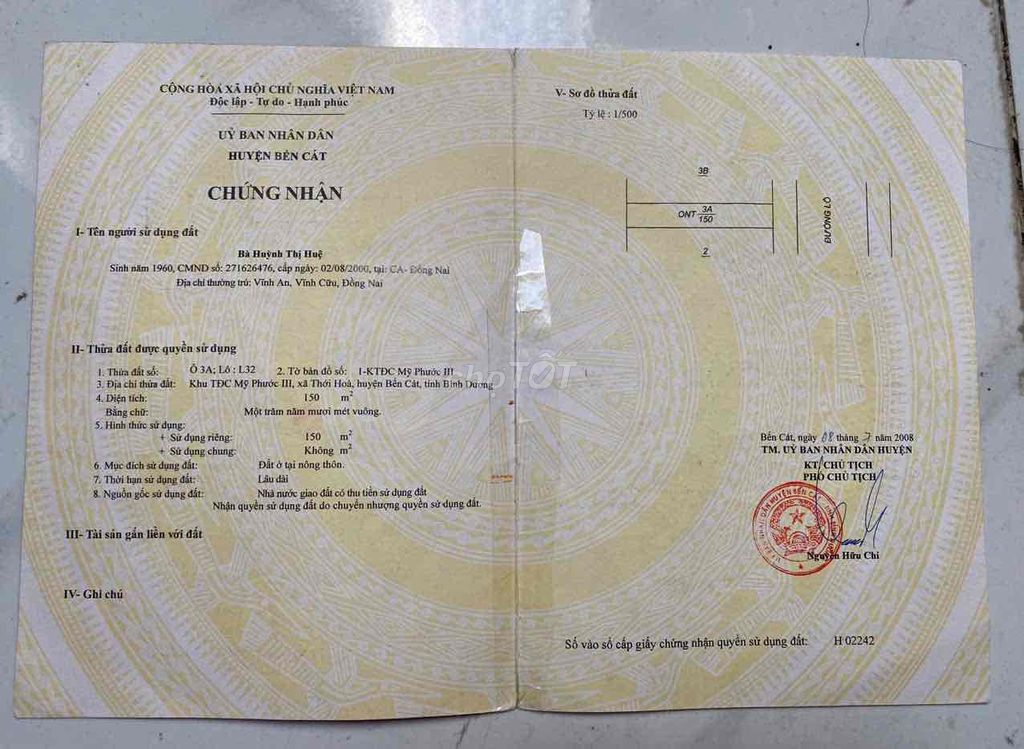 CỘNG HÒA XÃ HỘI CHỦ NGHĨA VIỆT NAM
Độc lập - Tự do - Hạnh phúc
UỶ BAN NHÂN DÂN
HUYỆN BẾN CÁT
CHỨNG NHẬN
I- Tên người sử dụng đất
Bà Huỳnh Thị Huệ
Sinh năm 1960, CMND số: 271626476, cấp ngày: 02/08/2000, tại: CA- Đồng Nai
Địa chỉ thường trú: Vĩnh An, Vĩnh Cửu, Đồng Nai
II- Thửa đất được quyền sử dụng
1. Thửa đất số: Ô 3A; Lô : L32 2. Tờ bản đồ số: 1-KTĐC Mỹ Phước III
3. Địa chỉ thửa đất: Khu TĐC Mỹ Phước III, xã Thới Hoà, huyện Bến Cát, tỉnh Bình Dương
4. Diện tích: 150 m2
Bằng chữ: Một trăm năm mươi mét vuông.
5. Hình thức sử dụng:
+ Sử dụng riêng: 150 m2
+ Sử dụng chung: Không m2
6. Mục đích sử dụng đất: Đất ở tại nông thôn.
7. Thời hạn sử dụng đất: Lâu dài
8. Nguồn gốc sử dụng đất: Nhà nước giao đất có thu tiền sử dụng đất
Nhận quyền sử dụng đất do chuyển nhượng quyền sử dụng đất.
III- Tài sản gắn liền với đất
IV- Ghi chú
V- Sơ đồ thửa đất
Tỷ lệ : 1/500
3B
ONT 3A
150
2
ĐƯỜNG LÔ
Bến Cát, ngày 08 tháng 7 năm 2008
TM. UỶ BAN NHÂN DÂN HUYỆN
KT. CHỦ TỊCH
PHÓ CHỦ TỊCH
Nguyễn Hữu Chí
Số vào sổ cấp giấy chứng nhận quyền sử dụng đất: H 02242